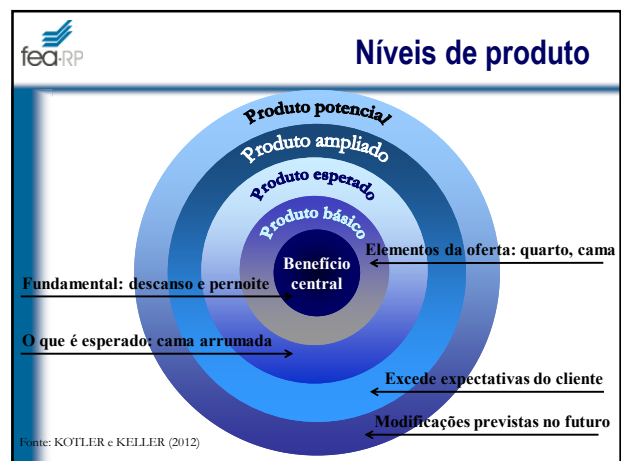 fea-RP
Níveis de produto
Produto potencial
Produto ampliado
Produto esperado
Produto básico
Benefício
central
Elementos da oferta: quarto, cama
Fundamental: descanso e pernoite
O que é esperado: cama arrumada
Excede expectativas do cliente
Modificações previstas no futuro
Fonte: KOTLER e KELLER (2012)